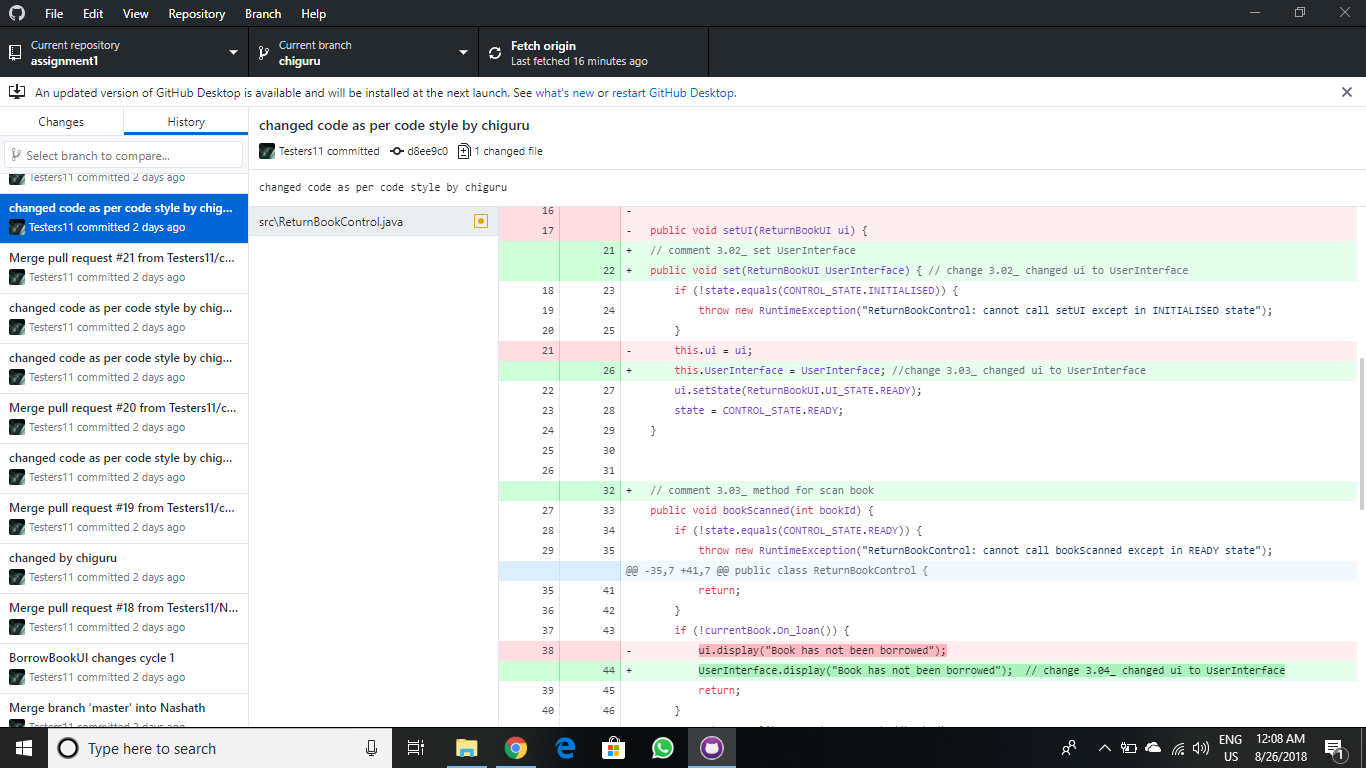 File Edit View Repository Branch Help
Current repository
assignment1
Current branch
chiguru
Fetch origin
Last fetched 16 minutes ago
An updated version of GitHub Desktop is available and will be installed at the next launch. See what's new or restart GitHub Desktop.
Changes
History
Select branch to compare...
Testers11 committed 2 days ago
changed code as per code style by chig...
Testers11 committed 2 days ago
Merge pull request #21 from Testers11/c...
Testers11 committed 2 days ago
changed code as per code style by chig...
Testers11 committed 2 days ago
changed code as per code style by chig...
Testers11 committed 2 days ago
Merge pull request #20 from Testers11/c...
Testers11 committed 2 days ago
changed code as per code style by chig...
Testers11 committed 2 days ago
Merge pull request #19 from Testers11/c...
Testers11 committed 2 days ago
changed by chiguru
Testers11 committed 2 days ago
Merge pull request #18 from Testers11/N...
Testers11 committed 2 days ago
BorrowBookUI changes cycle 1
Testers11 committed 2 days ago
Merge branch 'master' into Nashath
Testers11 committed 2 days ago
changed code as per code style by chiguru
Testers11 committed d8ee9c0 1 changed file
changed code as per code style by chiguru
src\ReturnBookControl.java
16 -
17 - public void setUI(ReturnBookUI ui) {
21 + // comment 3.02_ set UserInterface
22 + public void set(ReturnBookUI UserInterface) { // change 3.02_ changed ui to UserInterface
18 23 if (!state.equals(CONTROL_STATE.INITIALISED)) {
19 24 throw new RuntimeException("ReturnBookControl: cannot call setUI except in INITIALISED state");
20 25 }
21 - this.ui = ui;
26 + this.UserInterface = UserInterface; //change 3.03_ changed ui to UserInterface
22 27 ui.setState(ReturnBookUI.UI_STATE.READY);
23 28 state = CONTROL_STATE.READY;
24 29 }
25 30
26 31
32 + // comment 3.03_ method for scan book
27 33 public void bookScanned(int bookId) {
28 34 if (!state.equals(CONTROL_STATE.READY)) {
29 35 throw new RuntimeException("ReturnBookControl: cannot call bookScanned except in READY state");
@@ -35,7 +41,7 @@ public class ReturnBookControl {
35 41 return;
36 42 }
37 43 if (!currentBook.On_loan()) {
38 - ui.display("Book has not been borrowed");
44 + UserInterface.display("Book has not been borrowed"); // change 3.04_ changed ui to UserInterface
39 45 return;
40 46 }
Type here to search
ENG
US
12:08 AM
8/26/2018
1